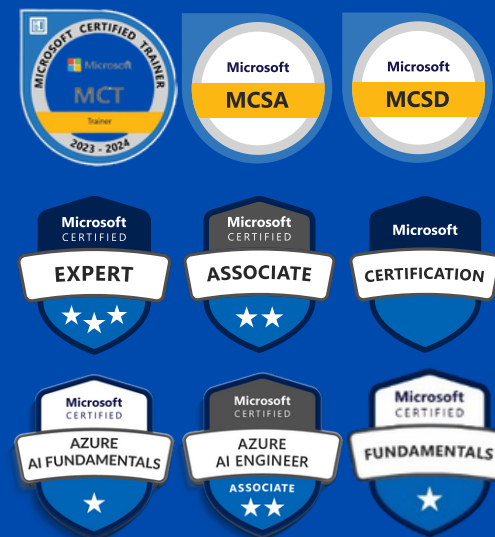 MICROSOFT CERTIFIED TRAINER
Microsoft
MCT
Trainer
2023 - 2024
Microsoft
MCSA
Microsoft
MCSD
Microsoft
CERTIFIED
EXPERT
Microsoft
CERTIFIED
ASSOCIATE
Microsoft
CERTIFICATION
Microsoft
CERTIFIED
AZURE
AI FUNDAMENTALS
Microsoft
CERTIFIED
AZURE
AI ENGINEER
ASSOCIATE
Microsoft
CERTIFIED
FUNDAMENTALS